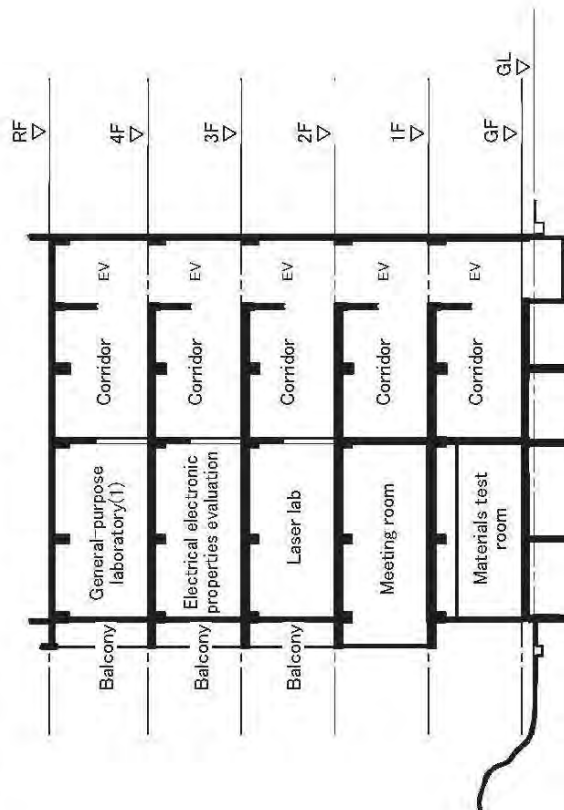 RF
4F
3F
2F
1F
GF
GL
EV
EV
EV
EV
EV
Corridor
Corridor
Corridor
Corridor
Corridor
General-purpose
laboratory(1)
Electrical electronic
properties evaluation
Laser lab
Meeting room
Materials test
room
Balcony
Balcony
Balcony